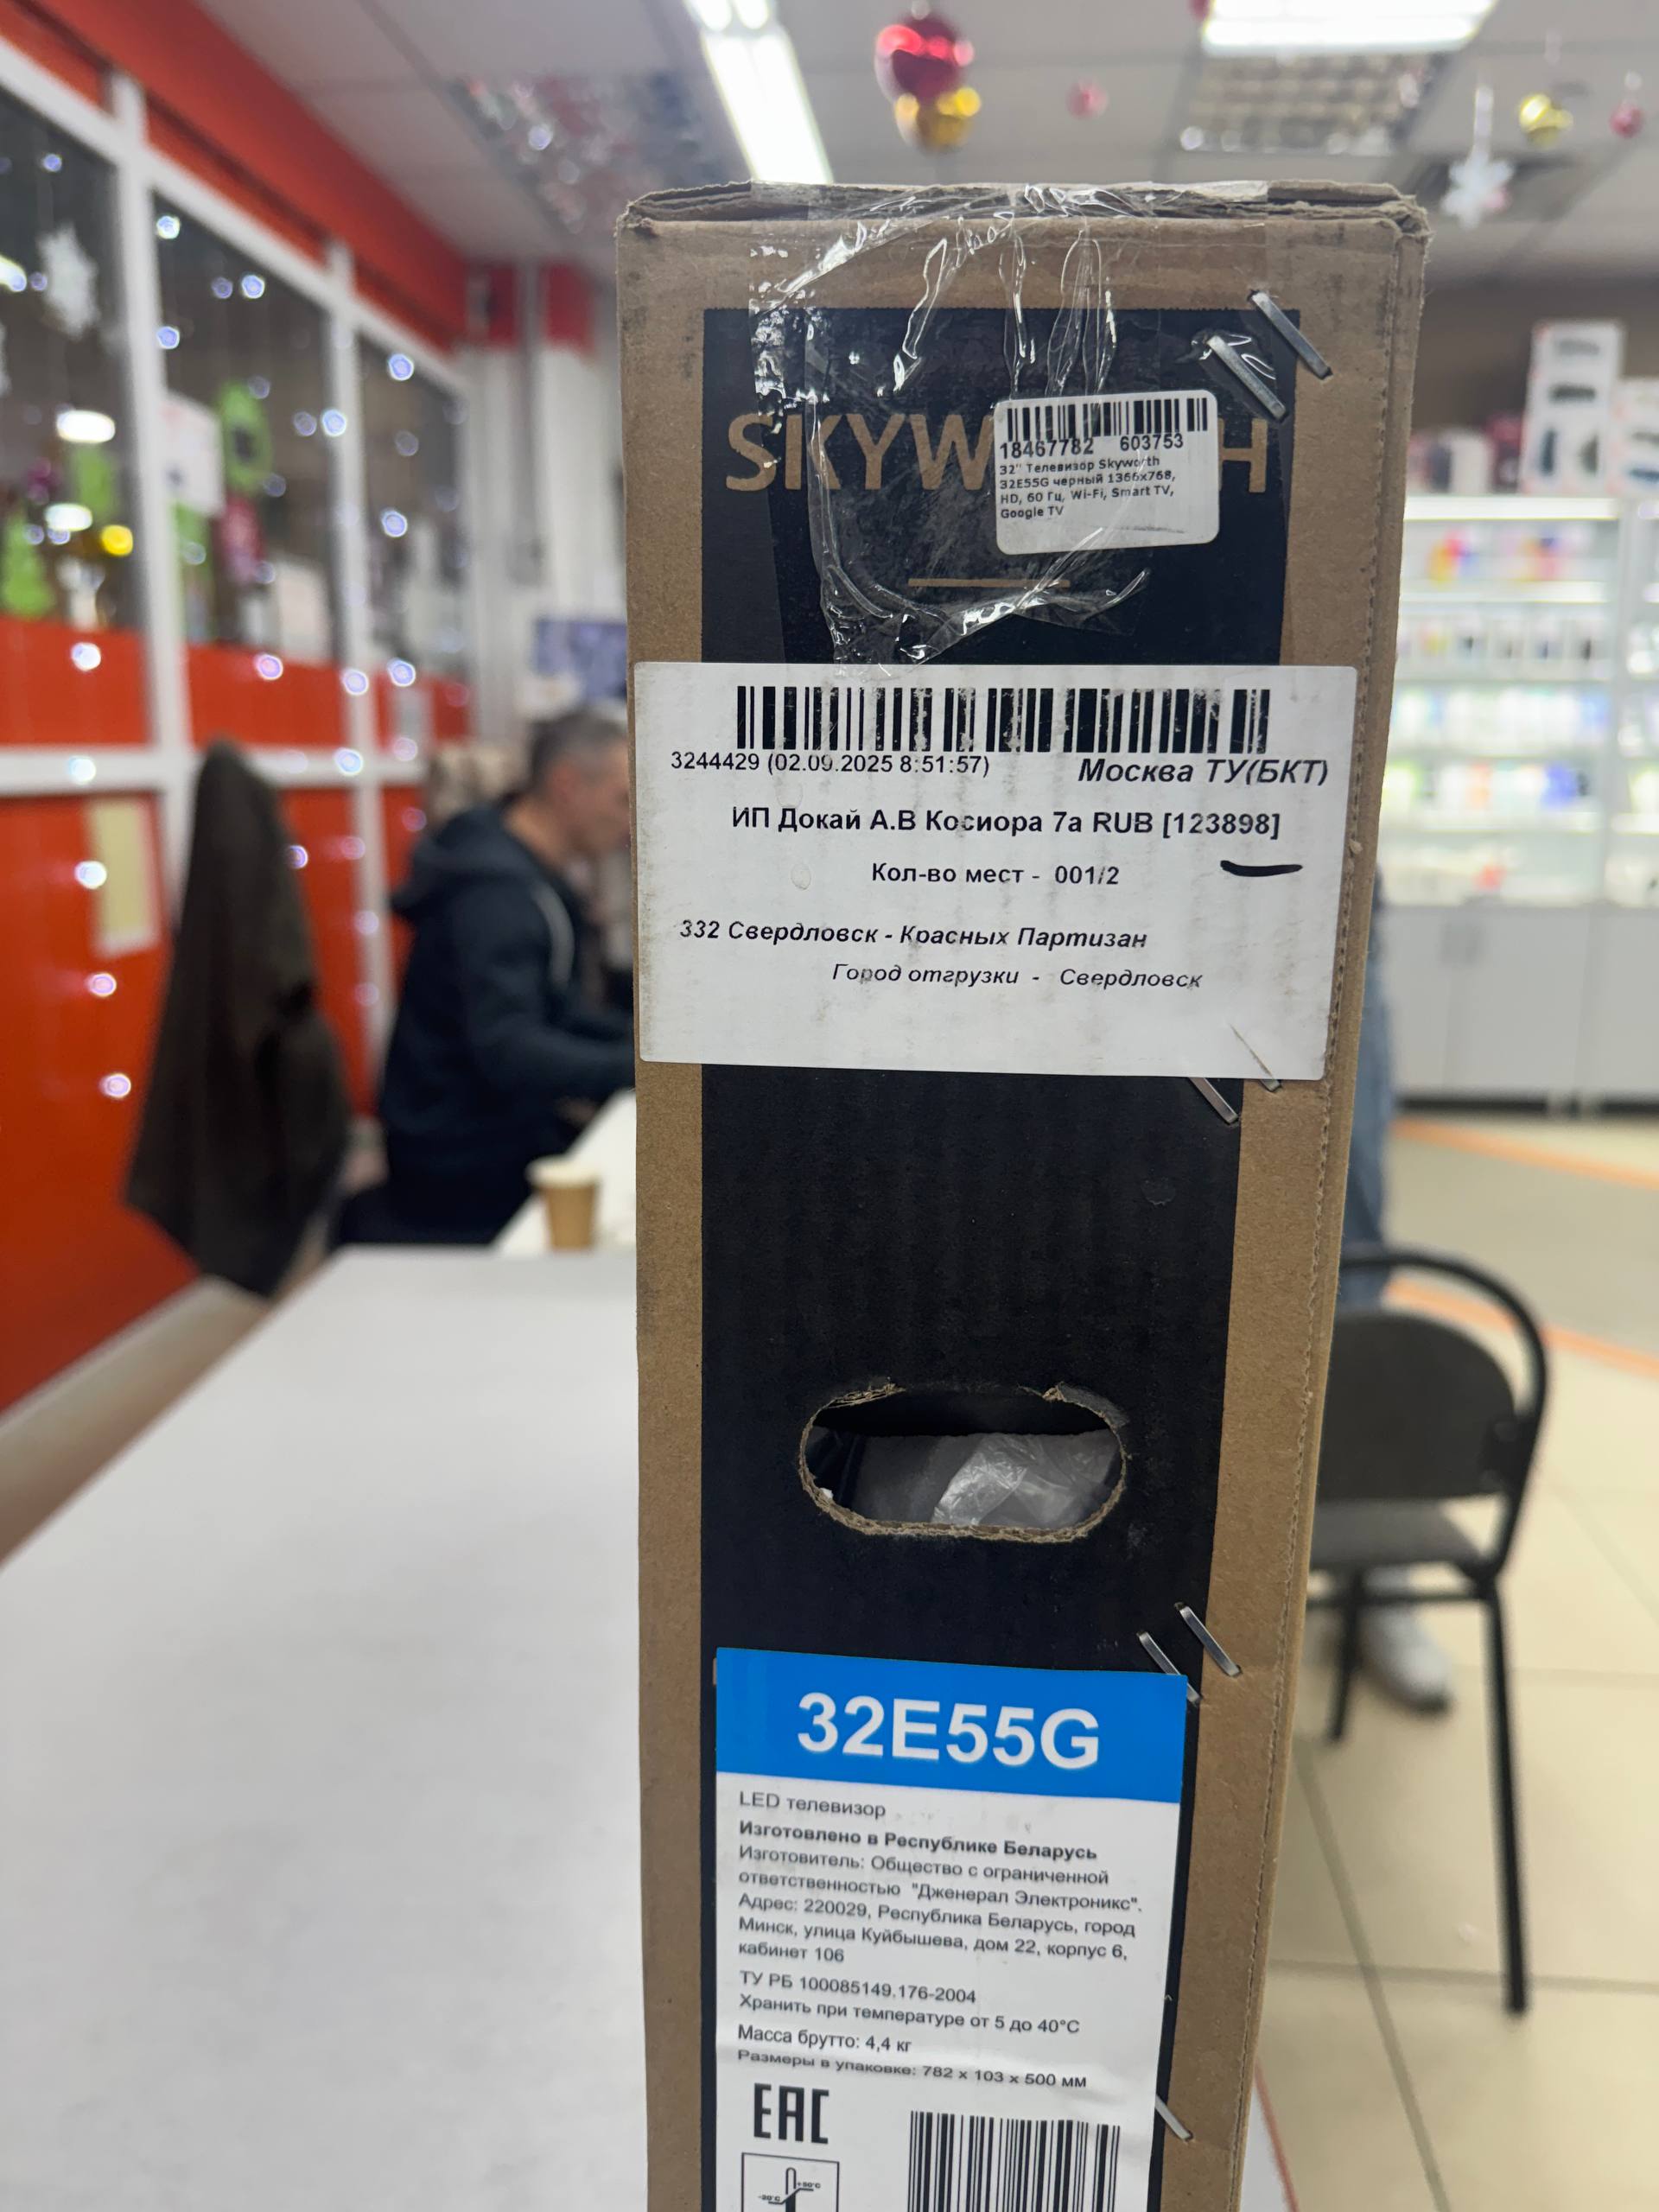 SKYW H
18467782 603753
32" Телевизор Skyworth
32E55G черный 1366x768,
HD, 60 Гц, Wi-Fi, Smart TV,
Google TV
3244429 (02.09.2025 8:51:57) Москва ТУ(БКТ)
ИП Докай А.В Косиора 7а RUB [123898]
Кол-во мест - 001/2
332 Свердловск - Красных Партизан
Город отгрузки - Свердловск
32E55G
LED телевизор
Изготовлено в Республике Беларусь
Изготовитель: Общество с ограниченной
ответственностью "Дженерал Электроникс".
Адрес: 220029, Республика Беларусь, город
Минск, улица Куйбышева, дом 22, корпус 6,
кабинет 106
ТУ РБ 100085149.176-2004
Хранить при температуре от 5 до 40°C
Масса брутто: 4,4 кг
Размеры в упаковке: 782 x 103 x 500 мм
EAC
+50°C
-20°C